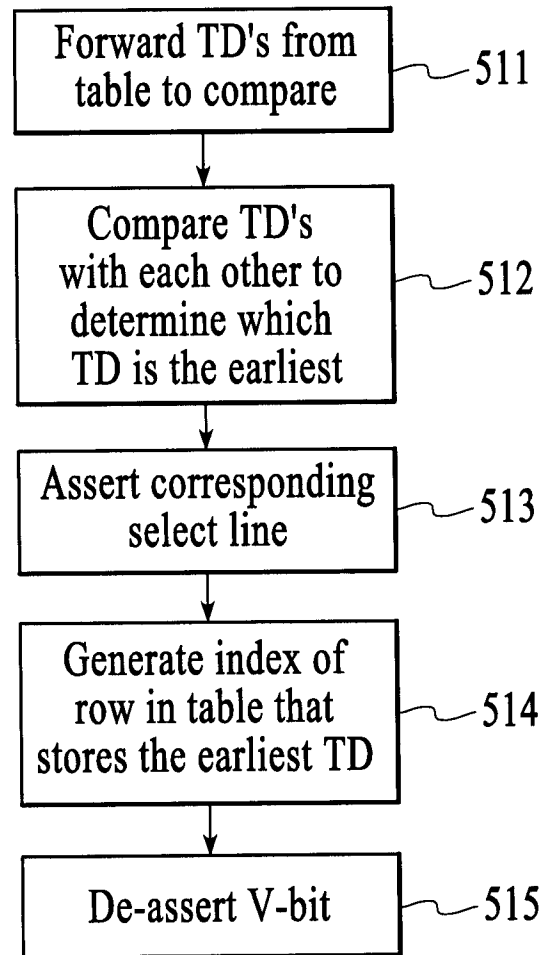 Forward TD's from
table to compare
511
Compare TD's
with each other to
determine which
TD is the earliest
512
Assert corresponding
select line
513
Generate index of
row in table that
stores the earliest TD
514
De-assert V-bit
515